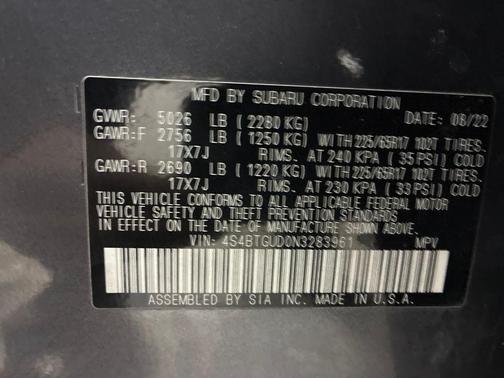 MFD BY SUBARU CORPORATION DATE: 08/22
GVWR: 5026 LB ( 2280 KG)
GAWR:F 2756 LB ( 1250 KG) WITH 225/65R17 102T TIRES.
17X7J RIMS. AT 240 KPA ( 35 PSI) COLD
GAWR:R 2690 LB ( 1220 KG) WITH 225/65R17 102T TIRES.
17X7J RIMS. AT 230 KPA ( 33 PSI) COLD
THIS VEHICLE CONFORMS TO ALL APPLICABLE FEDERAL MOTOR
VEHICLE SAFETY AND THEFT PREVENTION STANDARDS
IN EFFECT ON THE DATE OF MANUFACTURE SHOWN ABOVE.
VIN: 4S4BTGUD0N3283961 MPV
ASSEMBLED BY SIA INC. MADE IN U.S.A.